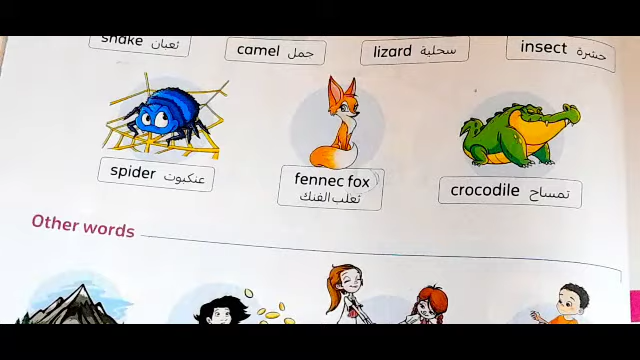 snake ثعبان
camel جمل
lizard سحلية
insect حشرة
spider عنكبوت
fennec fox
ثعلب الفنك
crocodile تمساح
Other words